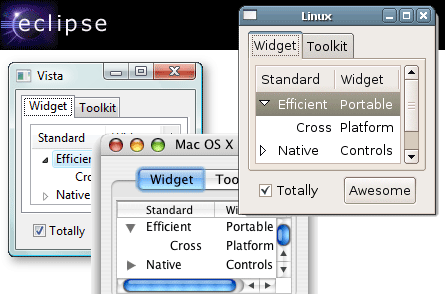 eclipse
Linux
Widget Toolkit
Standard Widget
Efficient Portable
Cross Platform
Native Controls
Totally Awesome
Vista
Widget Toolkit
Standard
Efficien
Native
Totally
Mac OS X
Widget
Standard
Efficient Portable
Cross Platform
Native Controls